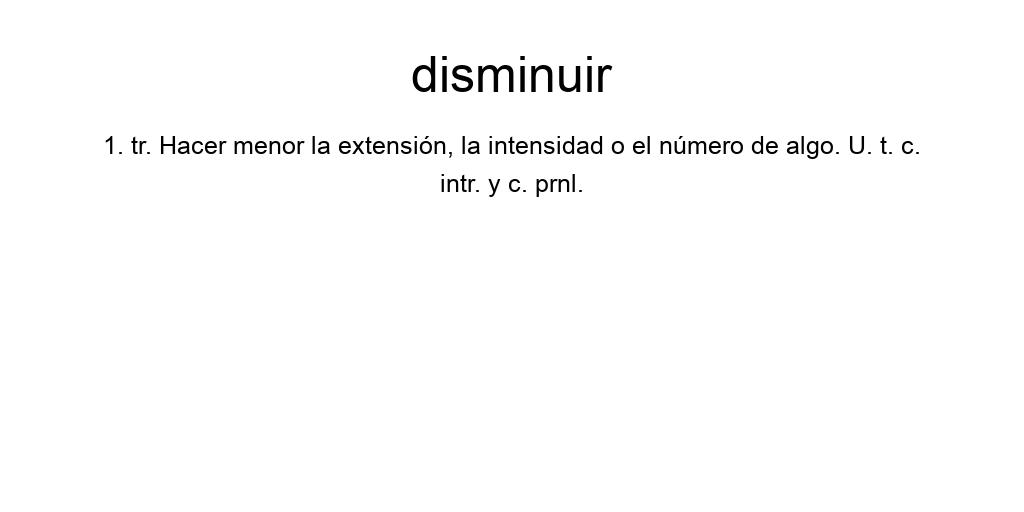 disminuir
1. tr. Hacer menor la extensión, la intensidad o el número de algo. U. t. c.
intr. y c. prnl.